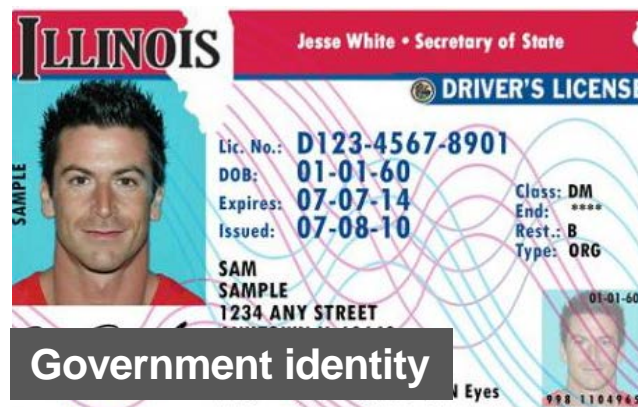 ILLINOIS
Jesse White • Secretary of State
DRIVER'S LICENSE
SAMPLE
Lic. No.: D123-4567-8901
DOB: 01-01-60
Expires: 07-07-14
Issued: 07-08-10
Class: DM
End: ****
Rest.: B
Type: ORG
SAM
SAMPLE
1234 ANY STREET
01-01-60
Government identity
Eyes
998 1104965